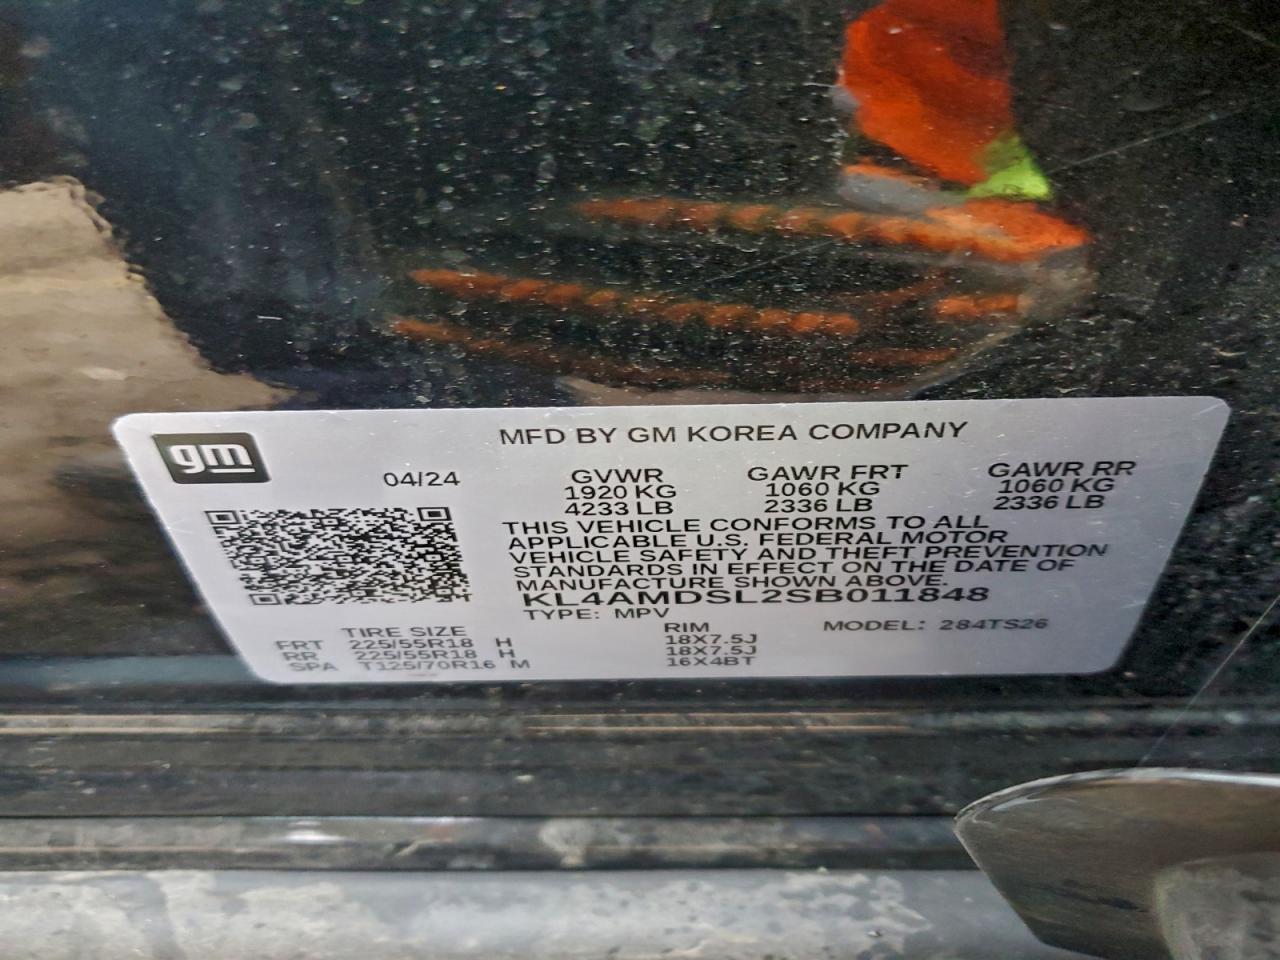 gm
MFD BY GM KOREA COMPANY
04/24 GVWR GAWR FRT GAWR RR
1920 KG 1060 KG 1060 KG
4233 LB 2336 LB 2336 LB
THIS VEHICLE CONFORMS TO ALL
APPLICABLE U.S. FEDERAL MOTOR
VEHICLE SAFETY AND THEFT PREVENTION
STANDARDS IN EFFECT ON THE DATE OF
MANUFACTURE SHOWN ABOVE.
KL4AMDSL2SB011848
TYPE: MPV MODEL: 284TS26
TIRE SIZE RIM
FRT 225/55R18 H 18X7.5J
RR 225/55R18 H 18X7.5J
SPA T125/70R16 M 16X4BT